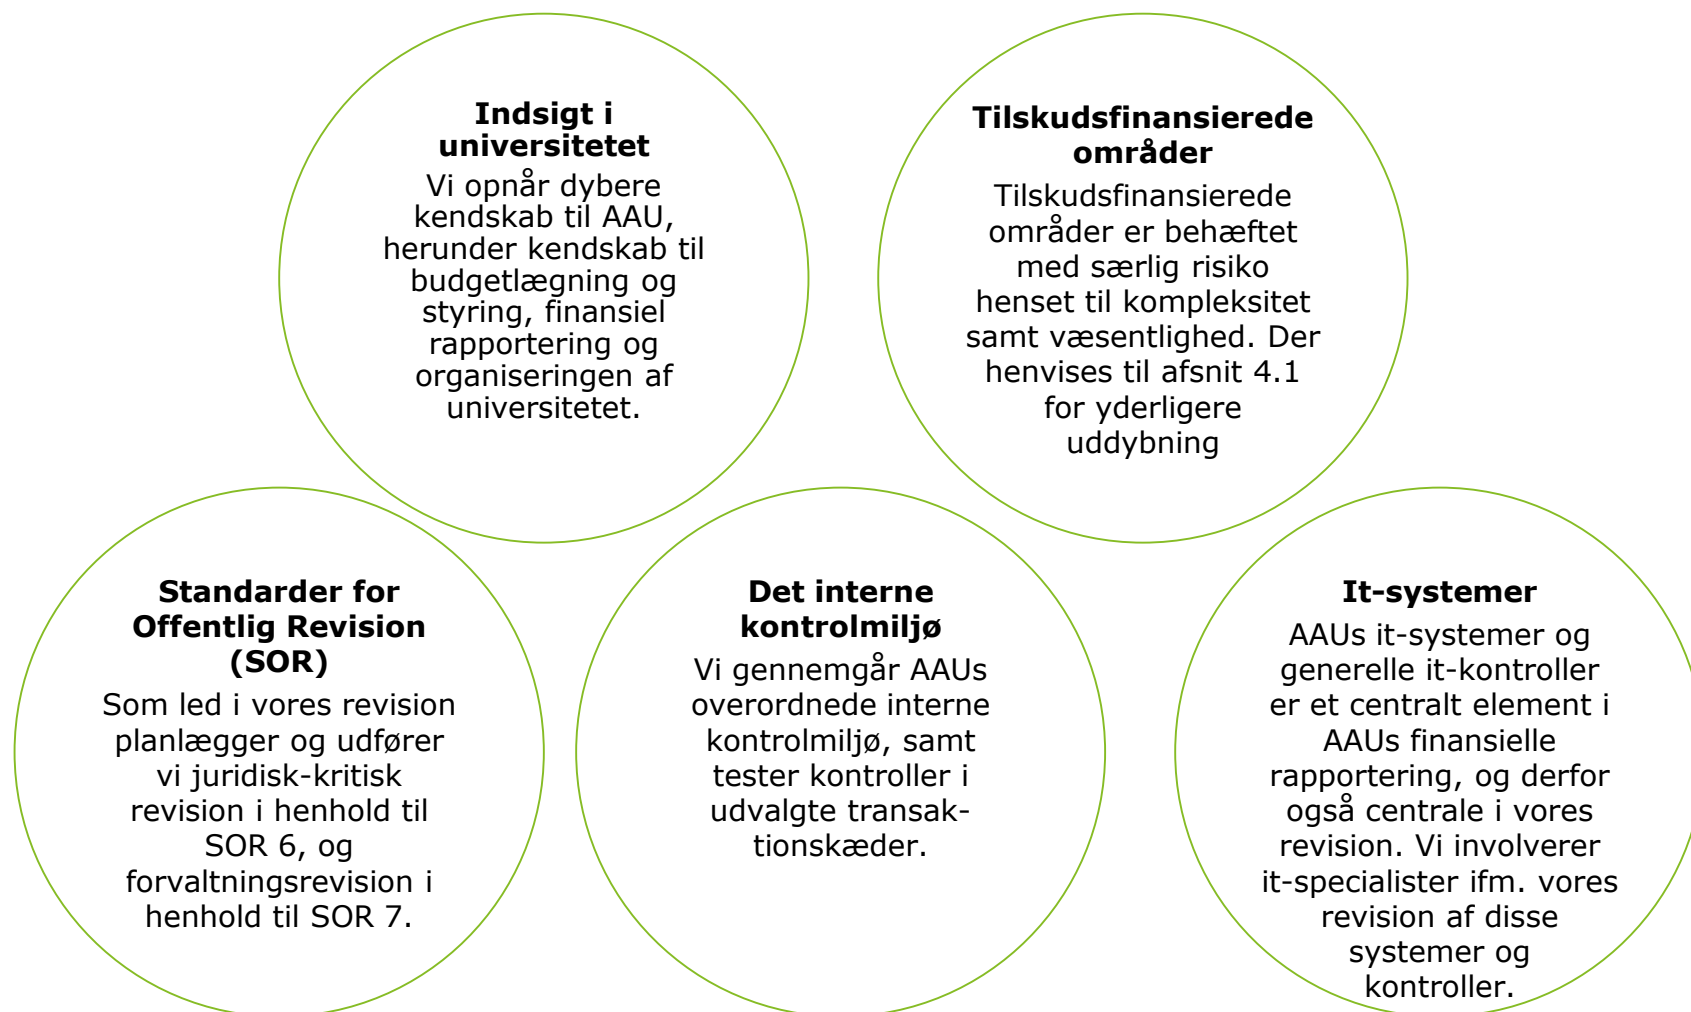 Indsigt i
universitetet
Vi opnår dybere
kendskab til AAU,
herunder kendskab til
budgetlægning og
styring, finansiel
rapportering og
organiseringen af
universitetet.
Tilskudsfinansierede
områder
Tilskudsfinansierede
områder er behæftet
med særlig risiko
henset til kompleksitet
samt væsentlighed. Der
henvises til afsnit 4.1
for yderligere
uddybning
Standarder for
Offentlig Revision
(SOR)
Som led i vores revision
planlægger og udfører
vi juridisk-kritisk
revision i henhold til
SOR 6, og
forvaltningsrevision i
henhold til SOR 7.
Det interne
kontrolmiljø
Vi gennemgår AAUs
overordnede interne
kontrolmiljø, samt
tester kontroller i
udvalgte transak-
tionskæder.
It-systemer
AAUs it-systemer og
generelle it-kontroller
er et centralt element i
AAUs finansielle
rapportering, og derfor
også centrale i vores
revision. Vi involverer
it-specialister ifm. vores
revision af disse
systemer og
kontroller.